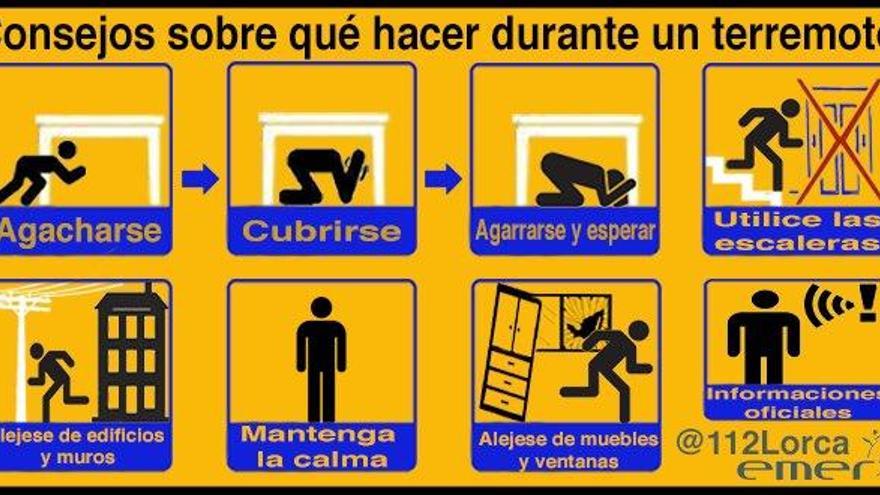 Consejos sobre qué hacer durante un terremoto
Agacharse
Cubrirse
Agarrarse y esperar
Utilice las
escaleras
lejese de edificios
y muros
Mantenga
la calma
Alejese de muebles
y ventanas
Informaciones
oficiales
@112Lorca
emer